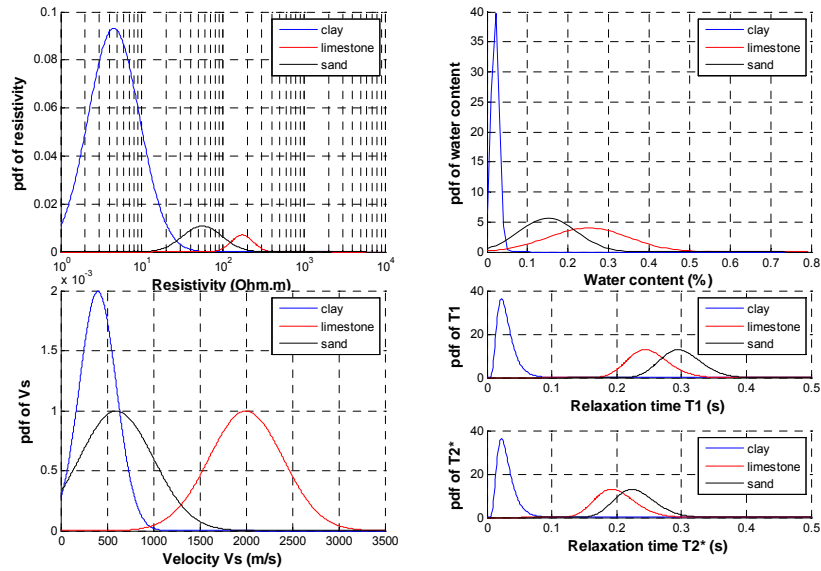 pdf of resistivity
0.1
0.08
0.06
0.04
0.02
0
10^0
10^1
10^2
10^3
10^4
Resistivity (Ohm.m)
clay
limestone
sand
pdf of water content
40
35
30
25
20
15
10
5
0
0
0.1
0.2
0.3
0.4
0.5
0.6
0.7
0.8
Water content (%)
clay
limestone
sand
x 10^-3
pdf of Vs
2
1.5
1
0.5
0
0
500
1000
1500
2000
2500
3000
3500
Velocity Vs (m/s)
clay
limestone
sand
pdf of T1
40
20
0
0
0.1
0.2
0.3
0.4
0.5
Relaxation time T1 (s)
clay
limestone
sand
pdf of T2*
40
20
0
0
0.1
0.2
0.3
0.4
0.5
Relaxation time T2* (s)
clay
limestone
sand